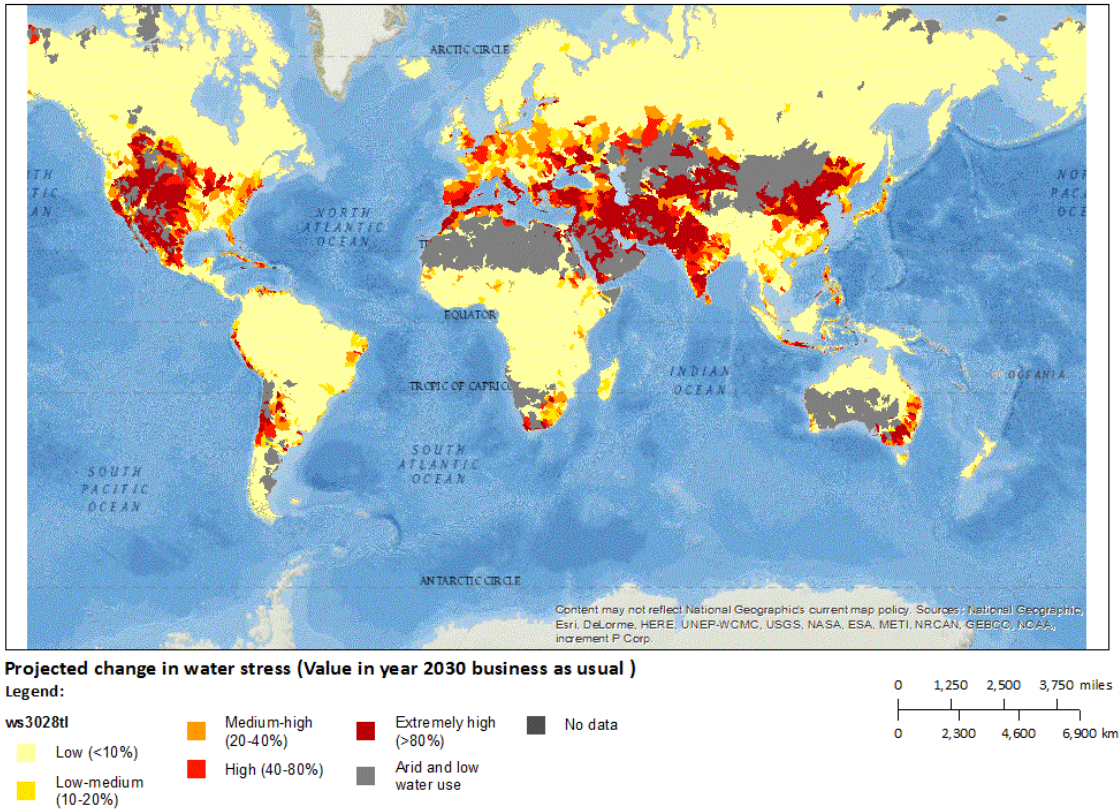 ARCTIC CIRCLE
NORTH
ATLANTIC
OCEAN
EQUATOR
INDIAN
OCEAN
OCEANIA
TROPIC OF CAPRIC
SOUTH
ATLANTIC
OCEAN
SOUTH
PACIFIC
OCEAN
ANTARCTIC CIRCLE
Content may not reflect National Geographic's current map policy. Sources: National Geographic,
Esri, DeLorme, HERE, UNEP-WCMC, USGS, NASA, ESA, METI, NRCAN, GEBCO, NOAA,
increment P Corp.
Projected change in water stress (Value in year 2030 business as usual )
Legend:
ws3028tl
Low (<10%)
Low-medium
(10-20%)
Medium-high
(20-40%)
High (40-80%)
Extremely high
(>80%)
Arid and low
water use
No data
0 1,250 2,500 3,750 miles
0 2,300 4,600 6,900 km